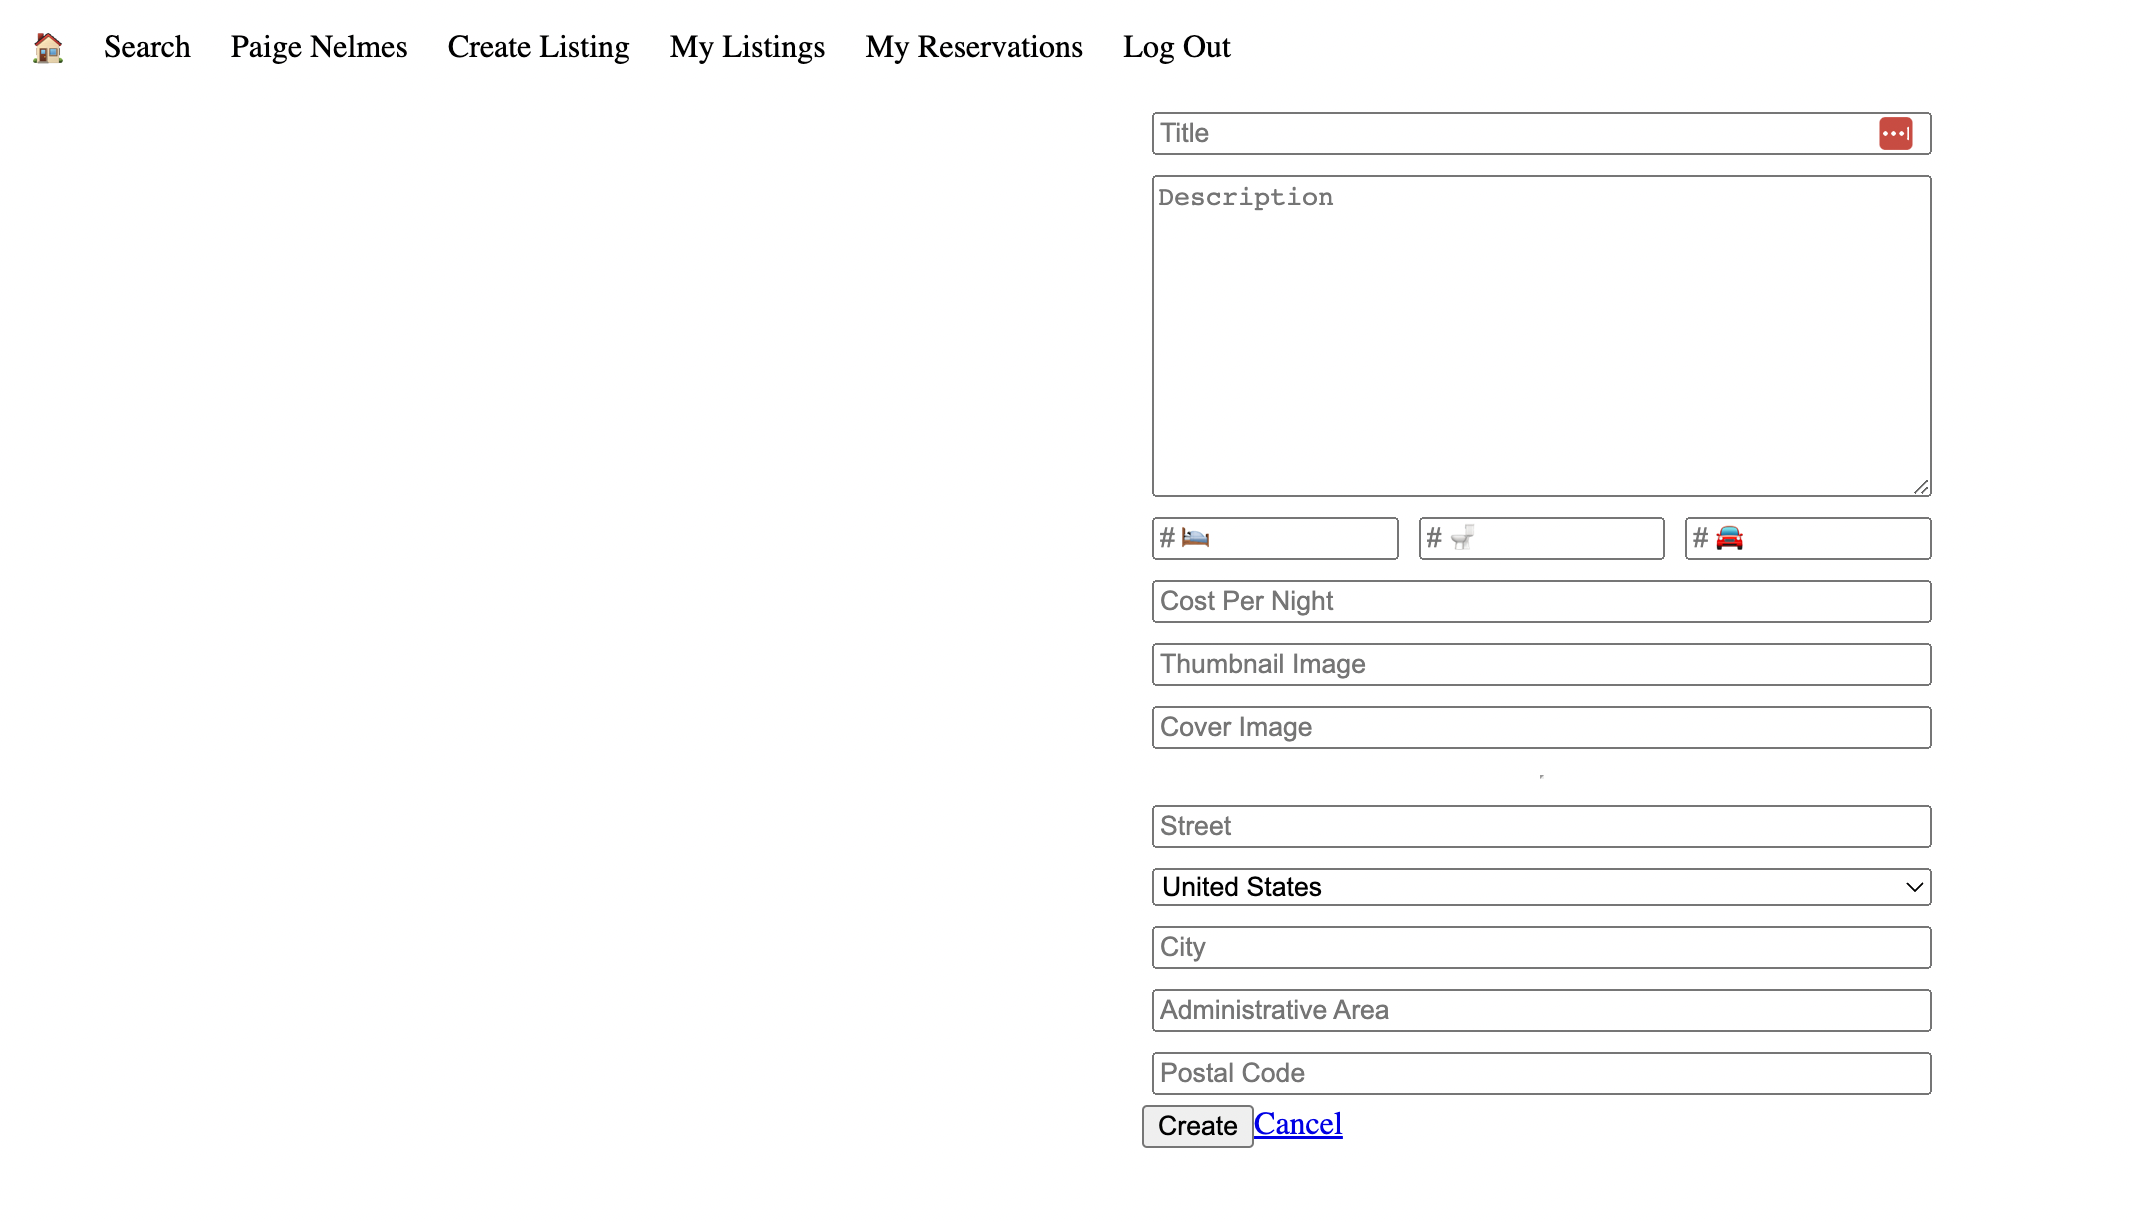 Search Paige Nelmes Create Listing My Listings My Reservations Log Out
Title
Description
# # #
Cost Per Night
Thumbnail Image
Cover Image
Street
United States
City
Administrative Area
Postal Code
Create Cancel